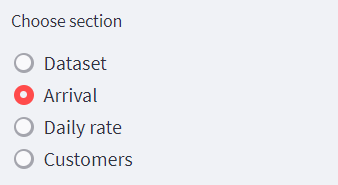 Choose section
Dataset
Arrival
Daily rate
Customers